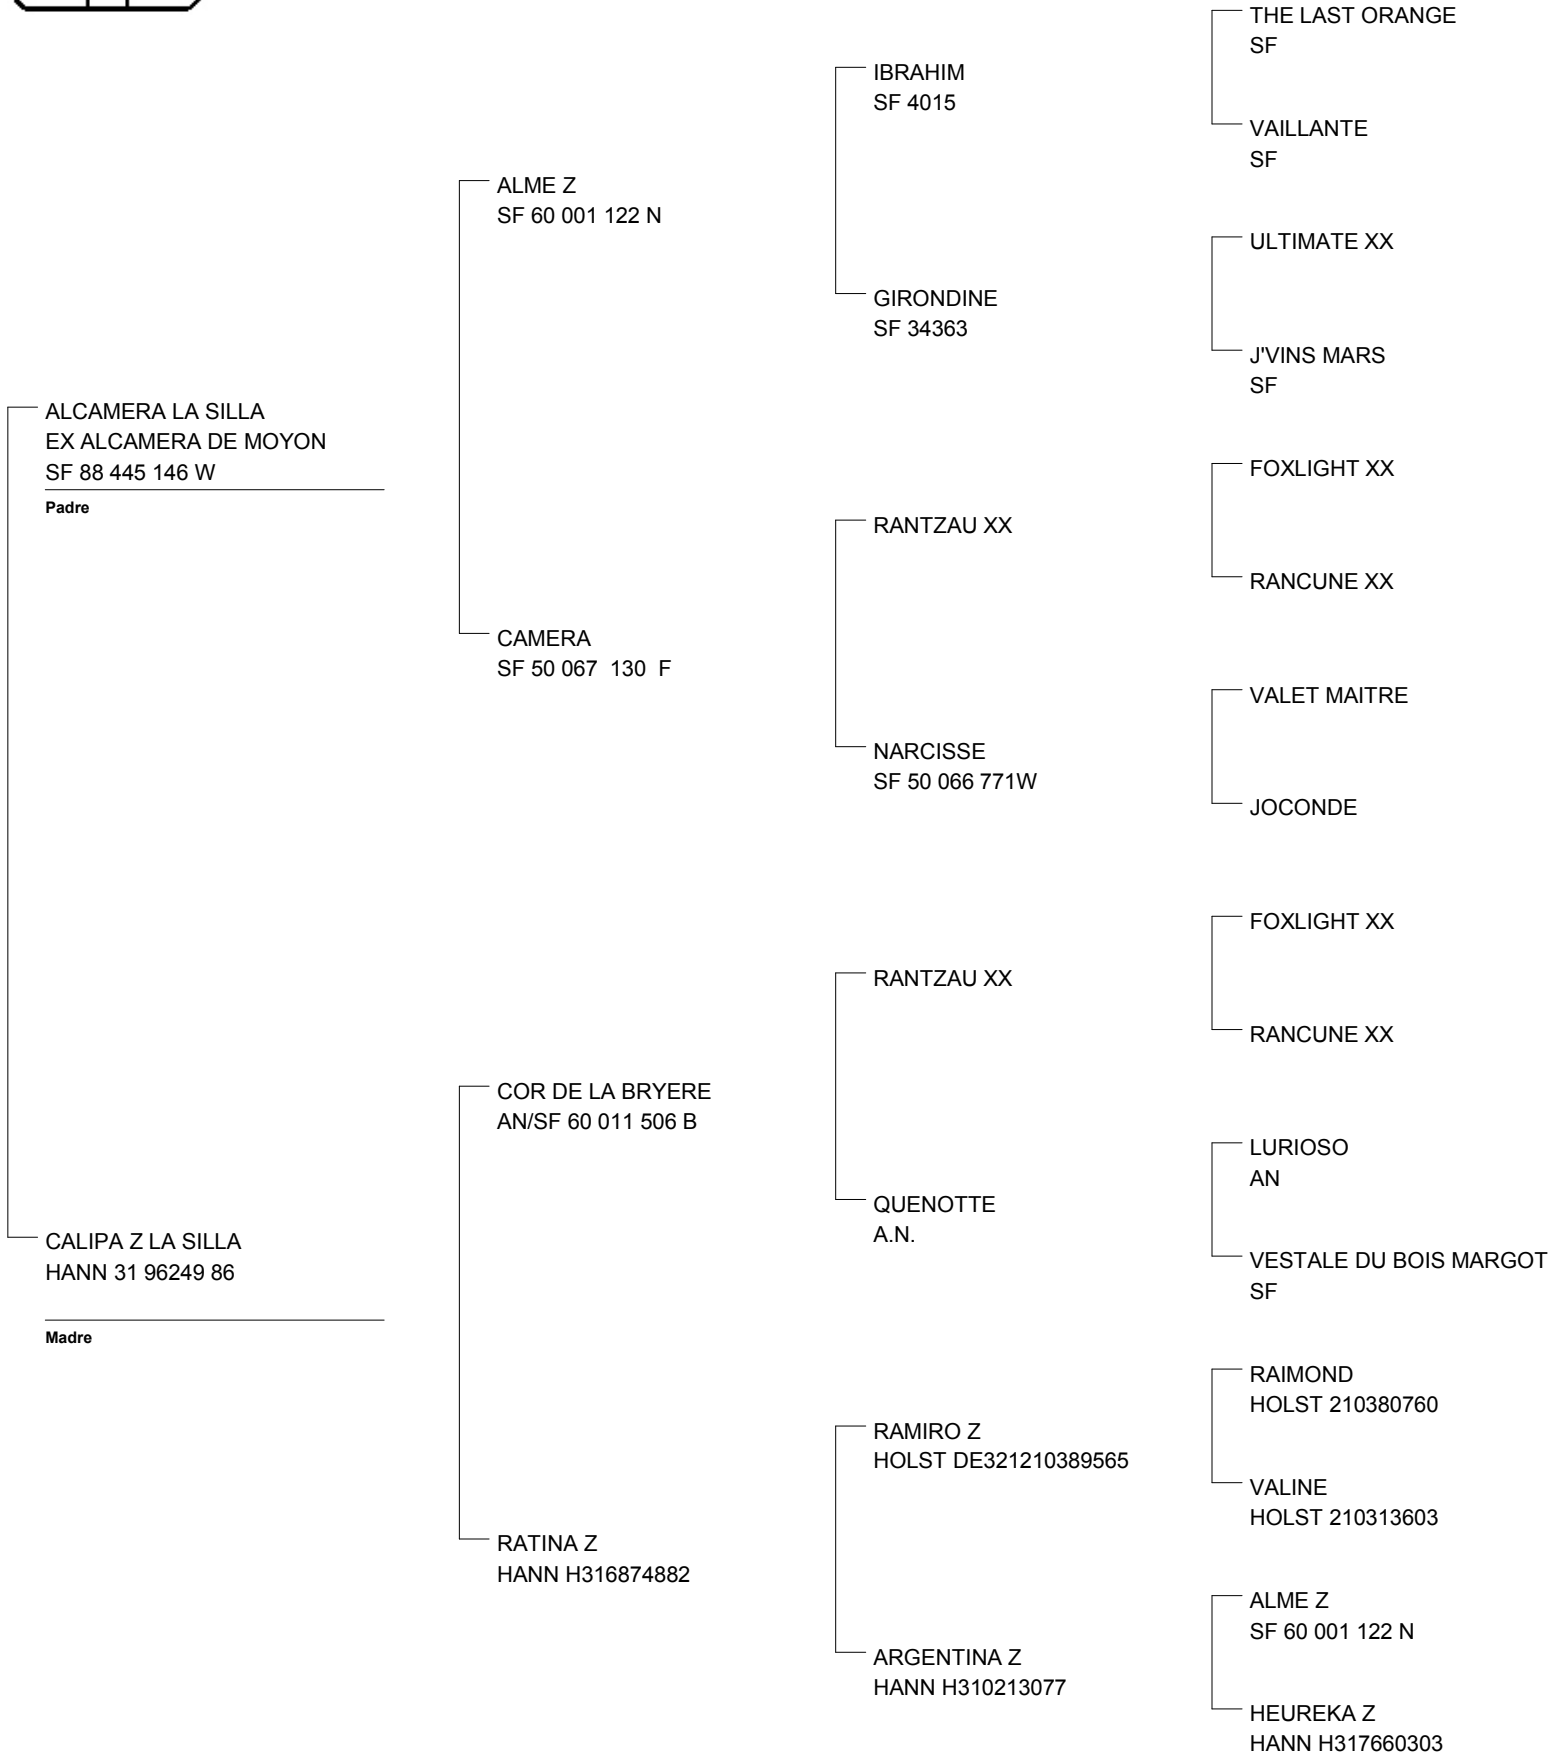 THE LAST ORANGE
SF
IBRAHIM
SF 4015
VAILLANTE
SF
ALME Z
SF 60 001 122 N
ULTIMATE XX
GIRONDINE
SF 34363
J'VINS MARS
SF
ALCAMERA LA SILLA
EX ALCAMERA DE MOYON
SF 88 445 146 W
Padre
FOXLIGHT XX
RANTZAU XX
RANCUNE XX
CAMERA
SF 50 067 130 F
VALET MAITRE
NARCISSE
SF 50 066 771W
JOCONDE
FOXLIGHT XX
RANTZAU XX
RANCUNE XX
COR DE LA BRYERE
AN/SF 60 011 506 B
LURIOSO
AN
QUENOTTE
A.N.
VESTALE DU BOIS MARGOT
SF
CALIPA Z LA SILLA
HANN 31 96249 86
Madre
RAIMOND
HOLST 210380760
RAMIRO Z
HOLST DE321210389565
VALINE
HOLST 210313603
RATINA Z
HANN H316874882
ALME Z
SF 60 001 122 N
ARGENTINA Z
HANN H310213077
HEUREKA Z
HANN H317660303